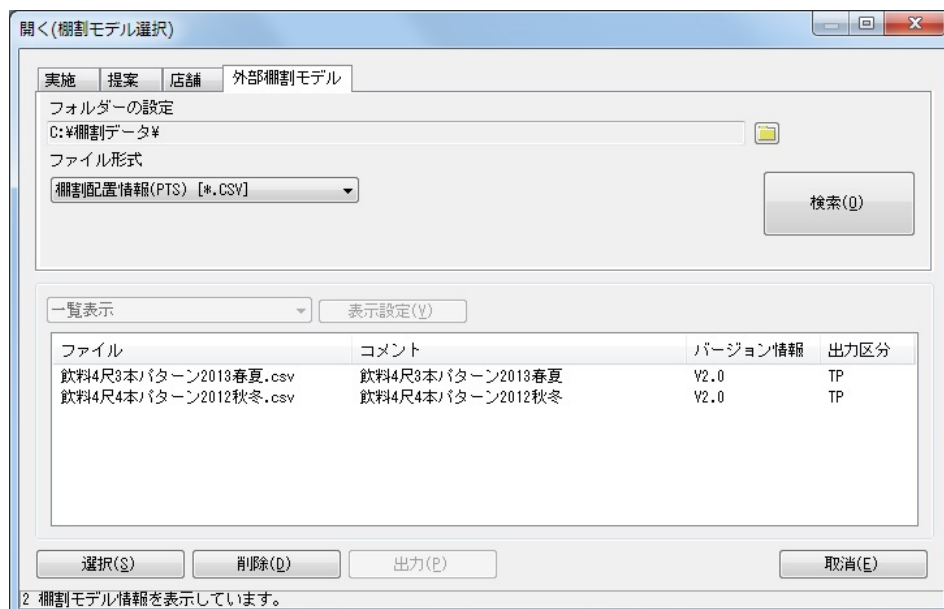 開く(棚割モデル選択)
実施 提案 店舗 外部棚割モデル
フォルダーの設定
C:¥棚割データ¥
ファイル形式
棚割配置情報(PTS) [*.CSV]
検索(O)
一覧表示 表示設定(V)
ファイル コメント バージョン情報 出力区分
飲料4尺3本パターン2013春夏.csv 飲料4尺3本パターン2013春夏 V2.0 TP
飲料4尺4本パターン2012秋冬.csv 飲料4尺4本パターン2012秋冬 V2.0 TP
選択(S) 削除(D) 出力(P) 取消(E)
2 棚割モデル情報を表示しています。